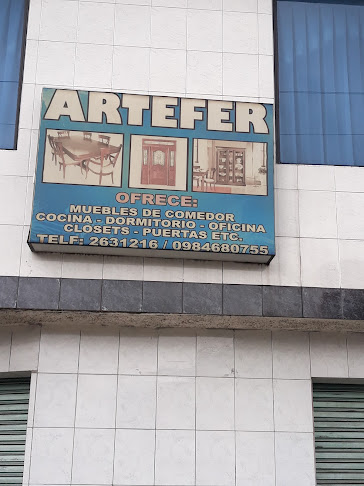 ARTEFER
OFRECE:
MUEBLES DE COMEDOR
COCINA - DORMITORIO - OFICINA
CLOSETS - PUERTAS ETC.
TELF: 2631216 / 0984680755